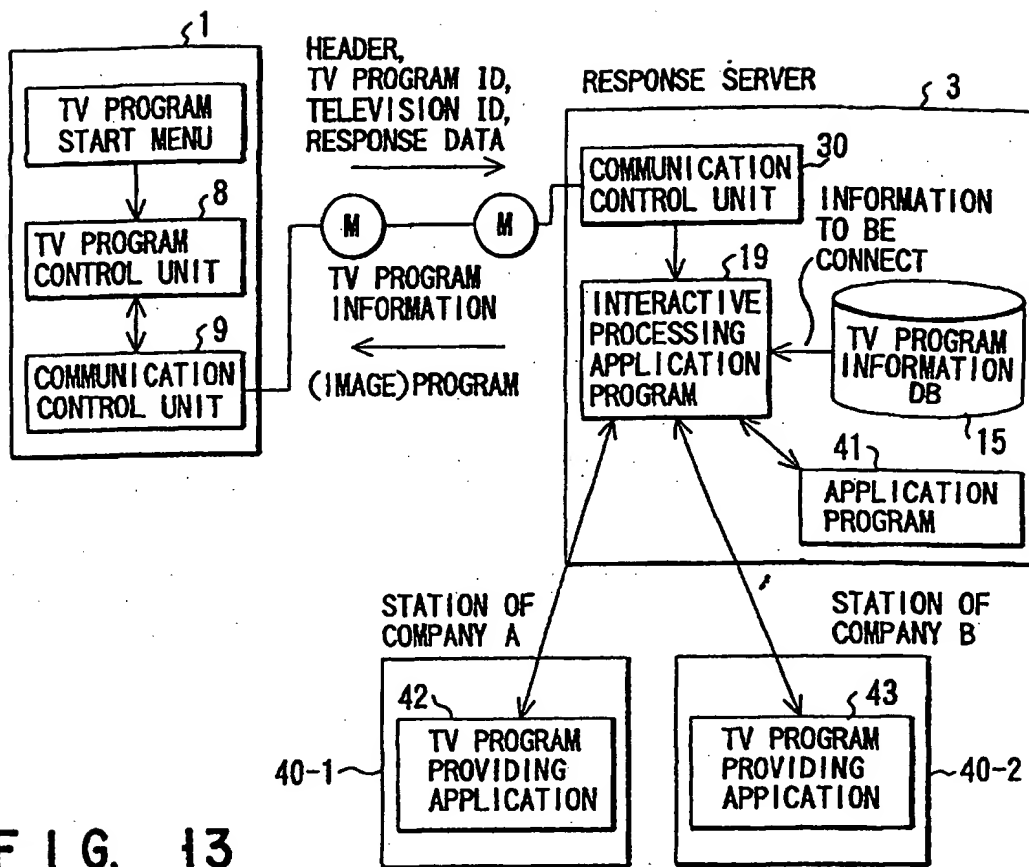 1
TV PROGRAM
START MENU
8
TV PROGRAM
CONTROL UNIT
9
COMMUNICATION
CONTROL UNIT
HEADER,
TV PROGRAM ID,
TELEVISION ID,
RESPONSE DATA
M
M
TV PROGRAM
INFORMATION
(IMAGE)PROGRAM
RESPONSE SERVER
3
30
COMMUNICATION
CONTROL UNIT
INFORMATION
TO BE
CONNECT
19
INTERACTIVE
PROCESSING
APPLICATION
PROGRAM
TV PROGRAM
INFORMATION
DB
15
41
APPLICATION
PROGRAM
STATION OF
COMPANY A
42
TV PROGRAM
PROVIDING
APPLICATION
40-1
STATION OF
COMPANY B
43
TV PROGRAM
PROVIDING
APPICATION
40-2
FIG. 13